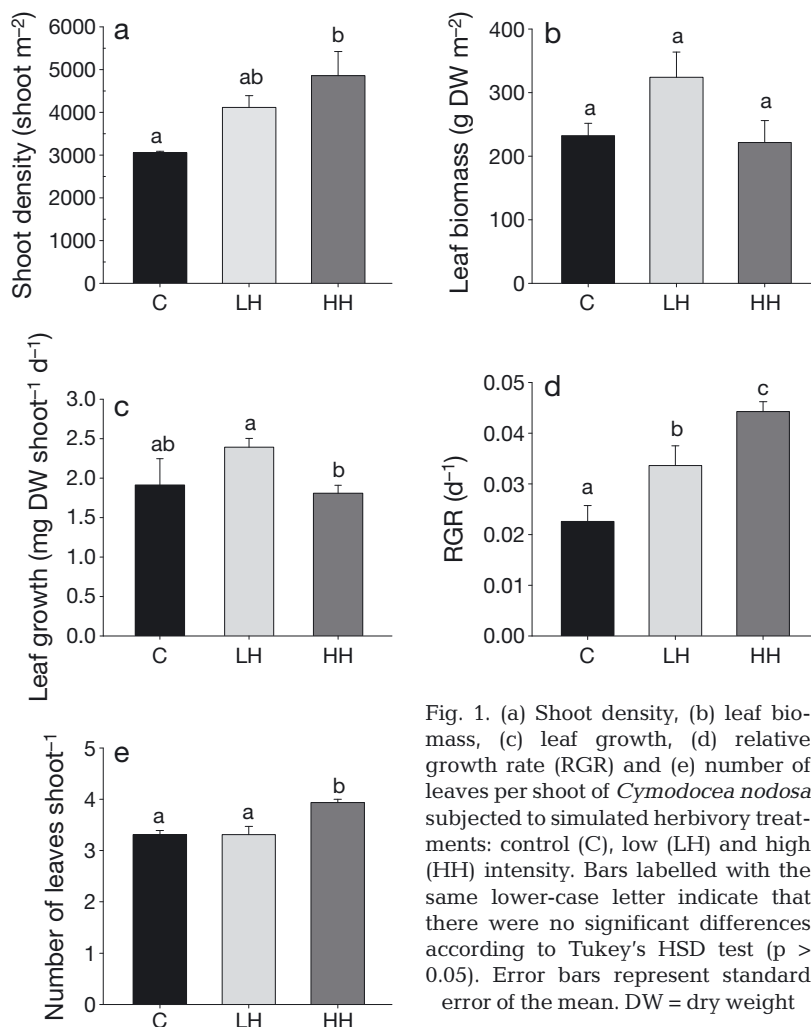 a
Shoot density (shoot m⁻²)
6000
5000
4000
3000
2000
1000
0
a
ab
b
C LH HH
b
Leaf biomass (g DW m⁻²)
400
300
200
100
0
a
a
a
C LH HH
c
Leaf growth (mg DW shoot⁻¹ d⁻¹)
3.0
2.5
2.0
1.5
1.0
0.5
0.0
ab
a
b
C LH HH
d
RGR (d⁻¹)
0.05
0.04
0.03
0.02
0.01
0.00
a
b
c
C LH HH
e
Number of leaves shoot⁻¹
5
4
3
2
1
0
a
a
b
C LH HH
Fig. 1. (a) Shoot density, (b) leaf bio-
mass, (c) leaf growth, (d) relative
growth rate (RGR) and (e) number of
leaves per shoot of Cymodocea nodosa
subjected to simulated herbivory treat-
ments: control (C), low (LH) and high
(HH) intensity. Bars labelled with the
same lower-case letter indicate that
there were no significant differences
according to Tukey's HSD test (p >
0.05). Error bars represent standard
error of the mean. DW = dry weight